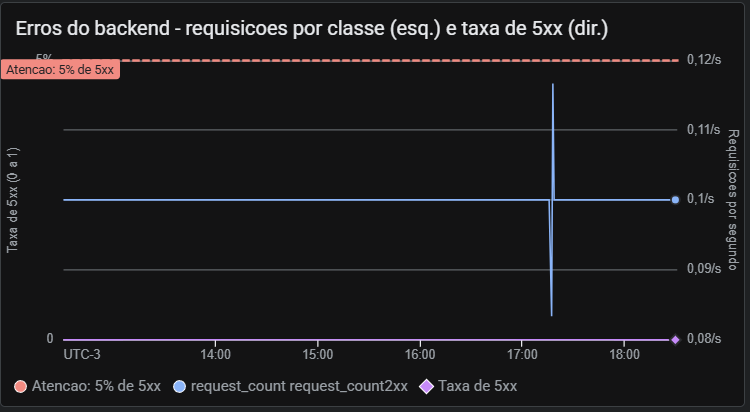 Erros do backend - requisicoes por classe (esq.) e taxa de 5xx (dir.)
5%
Atencao: 5% de 5xx
0,12/s
0,11/s
0,1/s
0,09/s
0,08/s
0
Taxa de 5xx (0 a 1)
Requisicoes por segundo
UTC-3 14:00 15:00 16:00 17:00 18:00
Atencao: 5% de 5xx request_count request_count2xx Taxa de 5xx